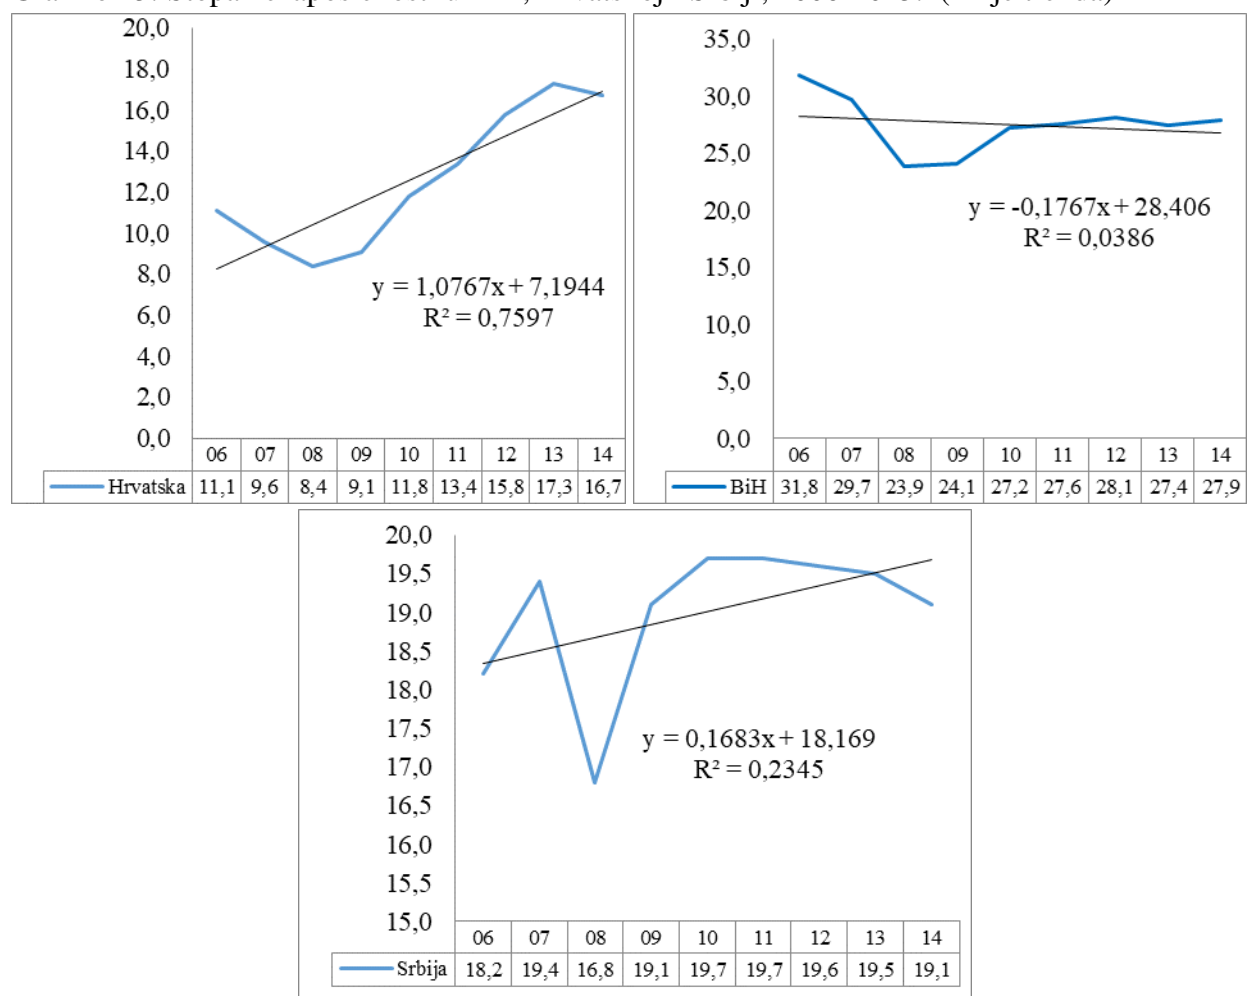 20,0
18,0
16,0
14,0
12,0
10,0
8,0
6,0
4,0
2,0
0,0
y = 1,0767x + 7,1944
R² = 0,7597
06 07 08 09 10 11 12 13 14
Hrvatska 11,1 9,6 8,4 9,1 11,8 13,4 15,8 17,3 16,7
35,0
30,0
25,0
20,0
15,0
10,0
5,0
0,0
y = -0,1767x + 28,406
R² = 0,0386
06 07 08 09 10 11 12 13 14
BiH 31,8 29,7 23,9 24,1 27,2 27,6 28,1 27,4 27,9
20,0
19,5
19,0
18,5
18,0
17,5
17,0
16,5
16,0
15,5
15,0
y = 0,1683x + 18,169
R² = 0,2345
06 07 08 09 10 11 12 13 14
Srbija 18,2 19,4 16,8 19,1 19,7 19,7 19,6 19,5 19,1